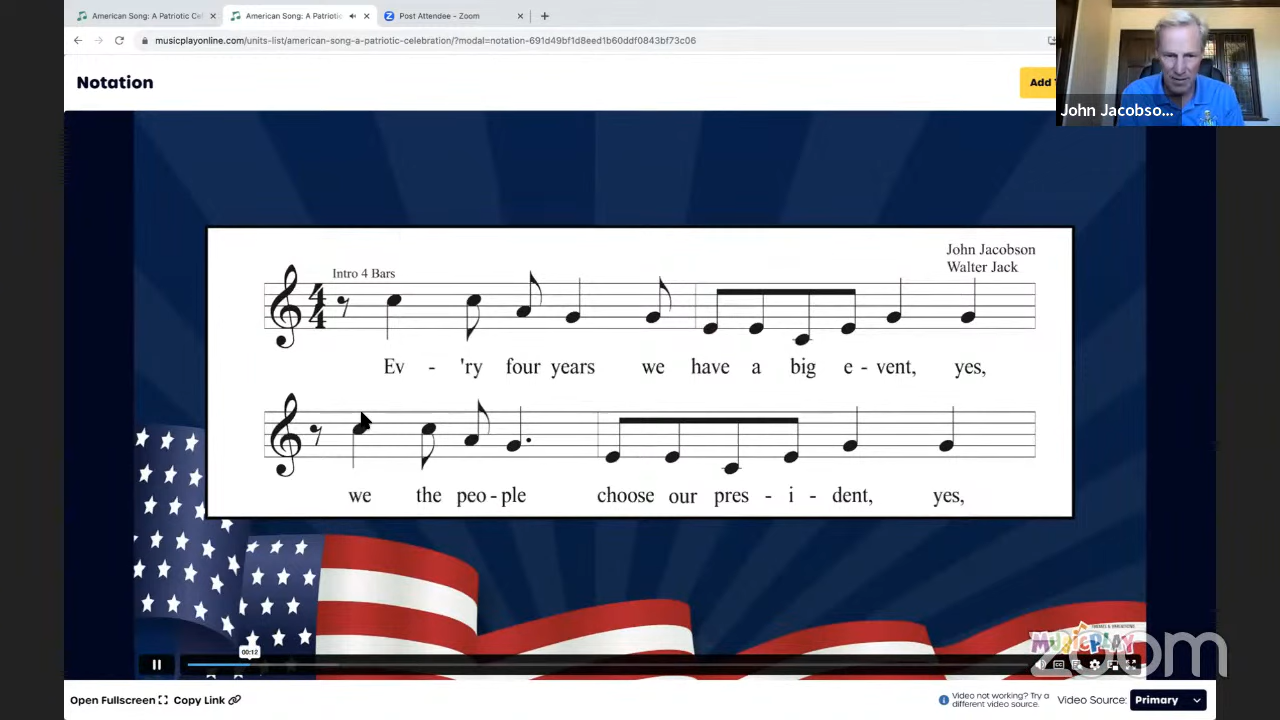 American Song: A Patriotic Cel
American Song: A Patriotic
Post Attendee - Zoom
musicplayonline.com/units-list/american-song-a-patriotic-celebration/?modal=notation-691d49bf1d8eed1b60ddf0843bf73c06
Notation
Add
John Jacobso...
John Jacobson
Walter Jack
Intro 4 Bars
4
4
Ev - 'ry four years we have a big e - vent, yes,
we the peo - ple choose our pres - i - dent, yes,
00:12
MUSICPLAY
zoom
Open Fullscreen
Copy Link
Video not working? Try a
different video source.
Video Source:
Primary